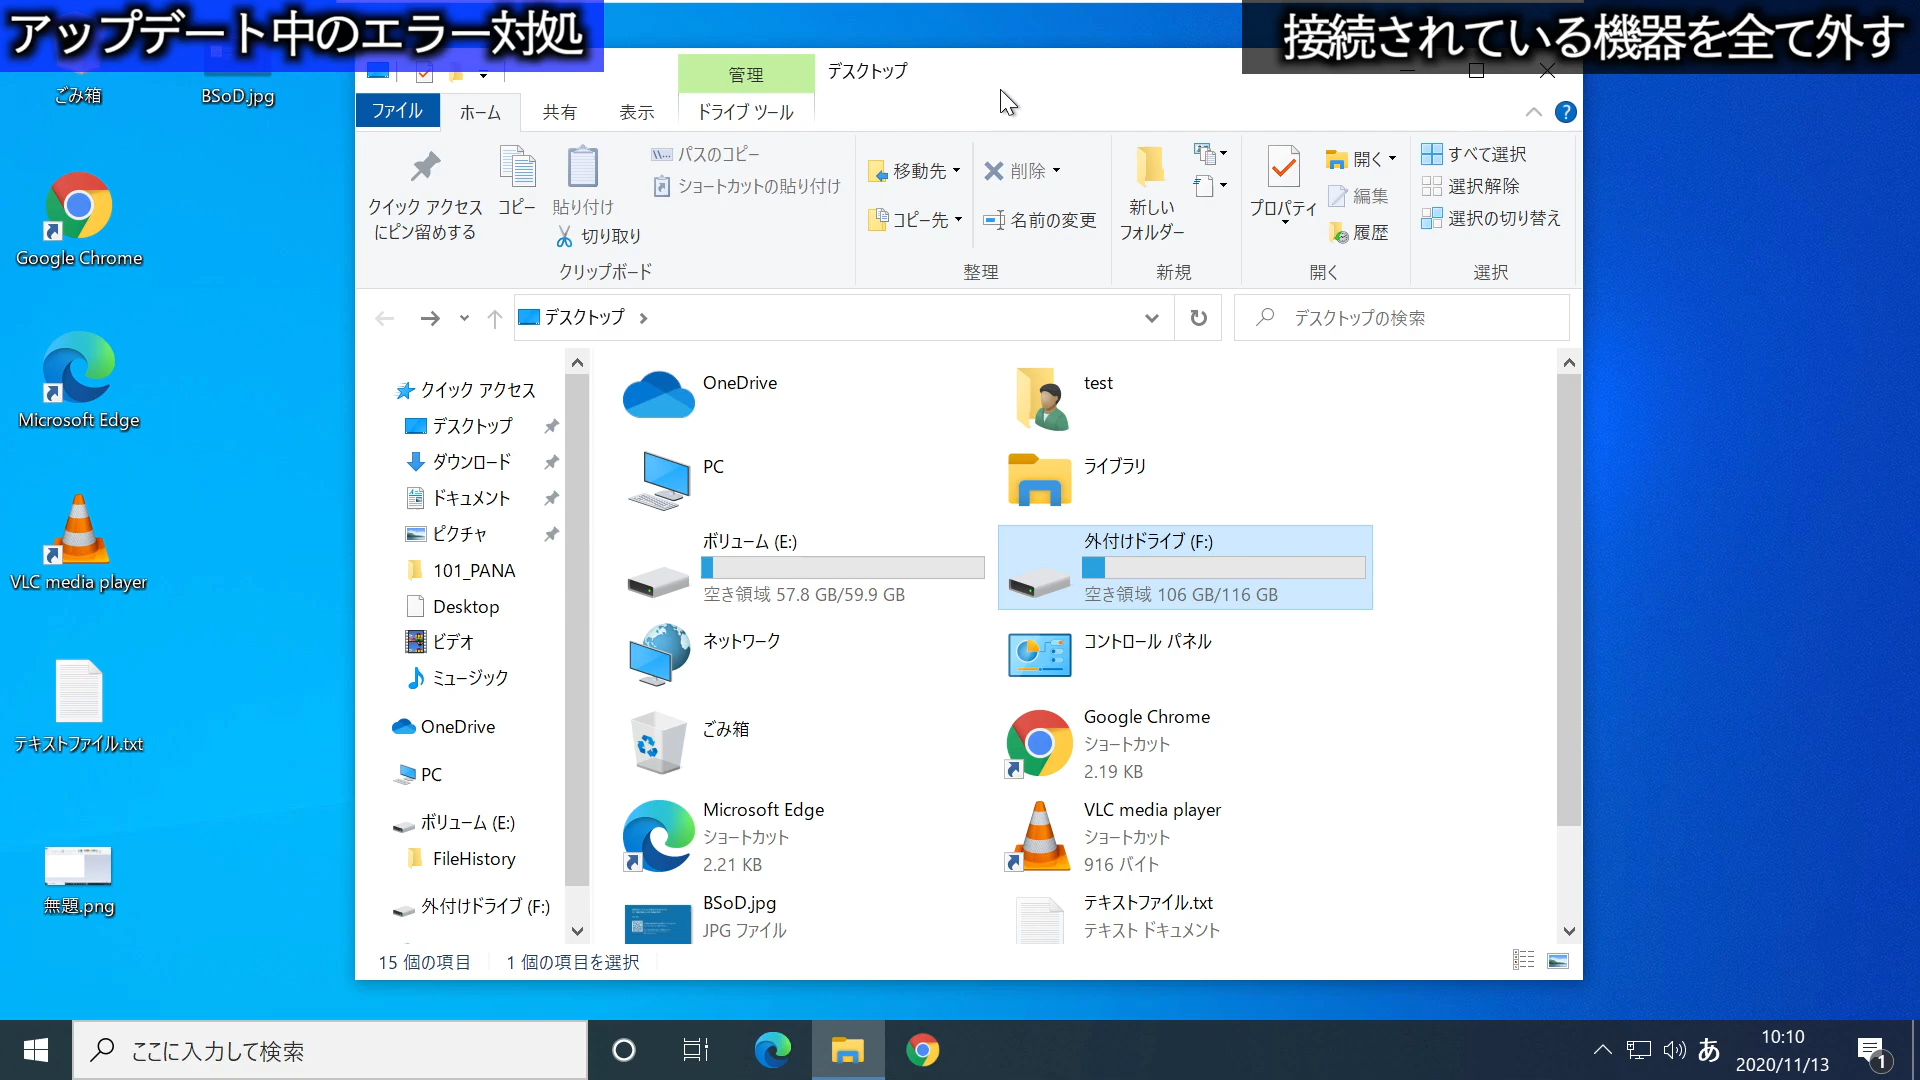 アップデート中のエラー対処
接続されている機器を全て外す
ごみ箱
BSoD.jpg
Google Chrome
Microsoft Edge
VLC media player
テキストファイル.txt
無題.png
管理
デスクトップ
ファイル
ホーム
共有
表示
ドライブ ツール
クイック アクセス
にピン留めする
コピー
貼り付け
切り取り
パスのコピー
ショートカットの貼り付け
クリップボード
移動先
コピー先
削除
名前の変更
整理
新しい
フォルダー
新規
プロパティ
開く
編集
履歴
開く
すべて選択
選択解除
選択の切り替え
選択
デスクトップ
デスクトップの検索
クイック アクセス
デスクトップ
ダウンロード
ドキュメント
ピクチャ
101_PANA
Desktop
ビデオ
ミュージック
OneDrive
PC
ボリューム (E:)
FileHistory
外付けドライブ (F:)
OneDrive
test
PC
ライブラリ
ボリューム (E:)
空き領域 57.8 GB/59.9 GB
外付けドライブ (F:)
空き領域 106 GB/116 GB
ネットワーク
コントロール パネル
ごみ箱
Google Chrome
ショートカット
2.19 KB
Microsoft Edge
ショートカット
2.21 KB
VLC media player
ショートカット
916 バイト
BSoD.jpg
JPG ファイル
テキストファイル.txt
テキスト ドキュメント
15 個の項目
1 個の項目を選択
ここに入力して検索
あ
10:10
2020/11/13
1